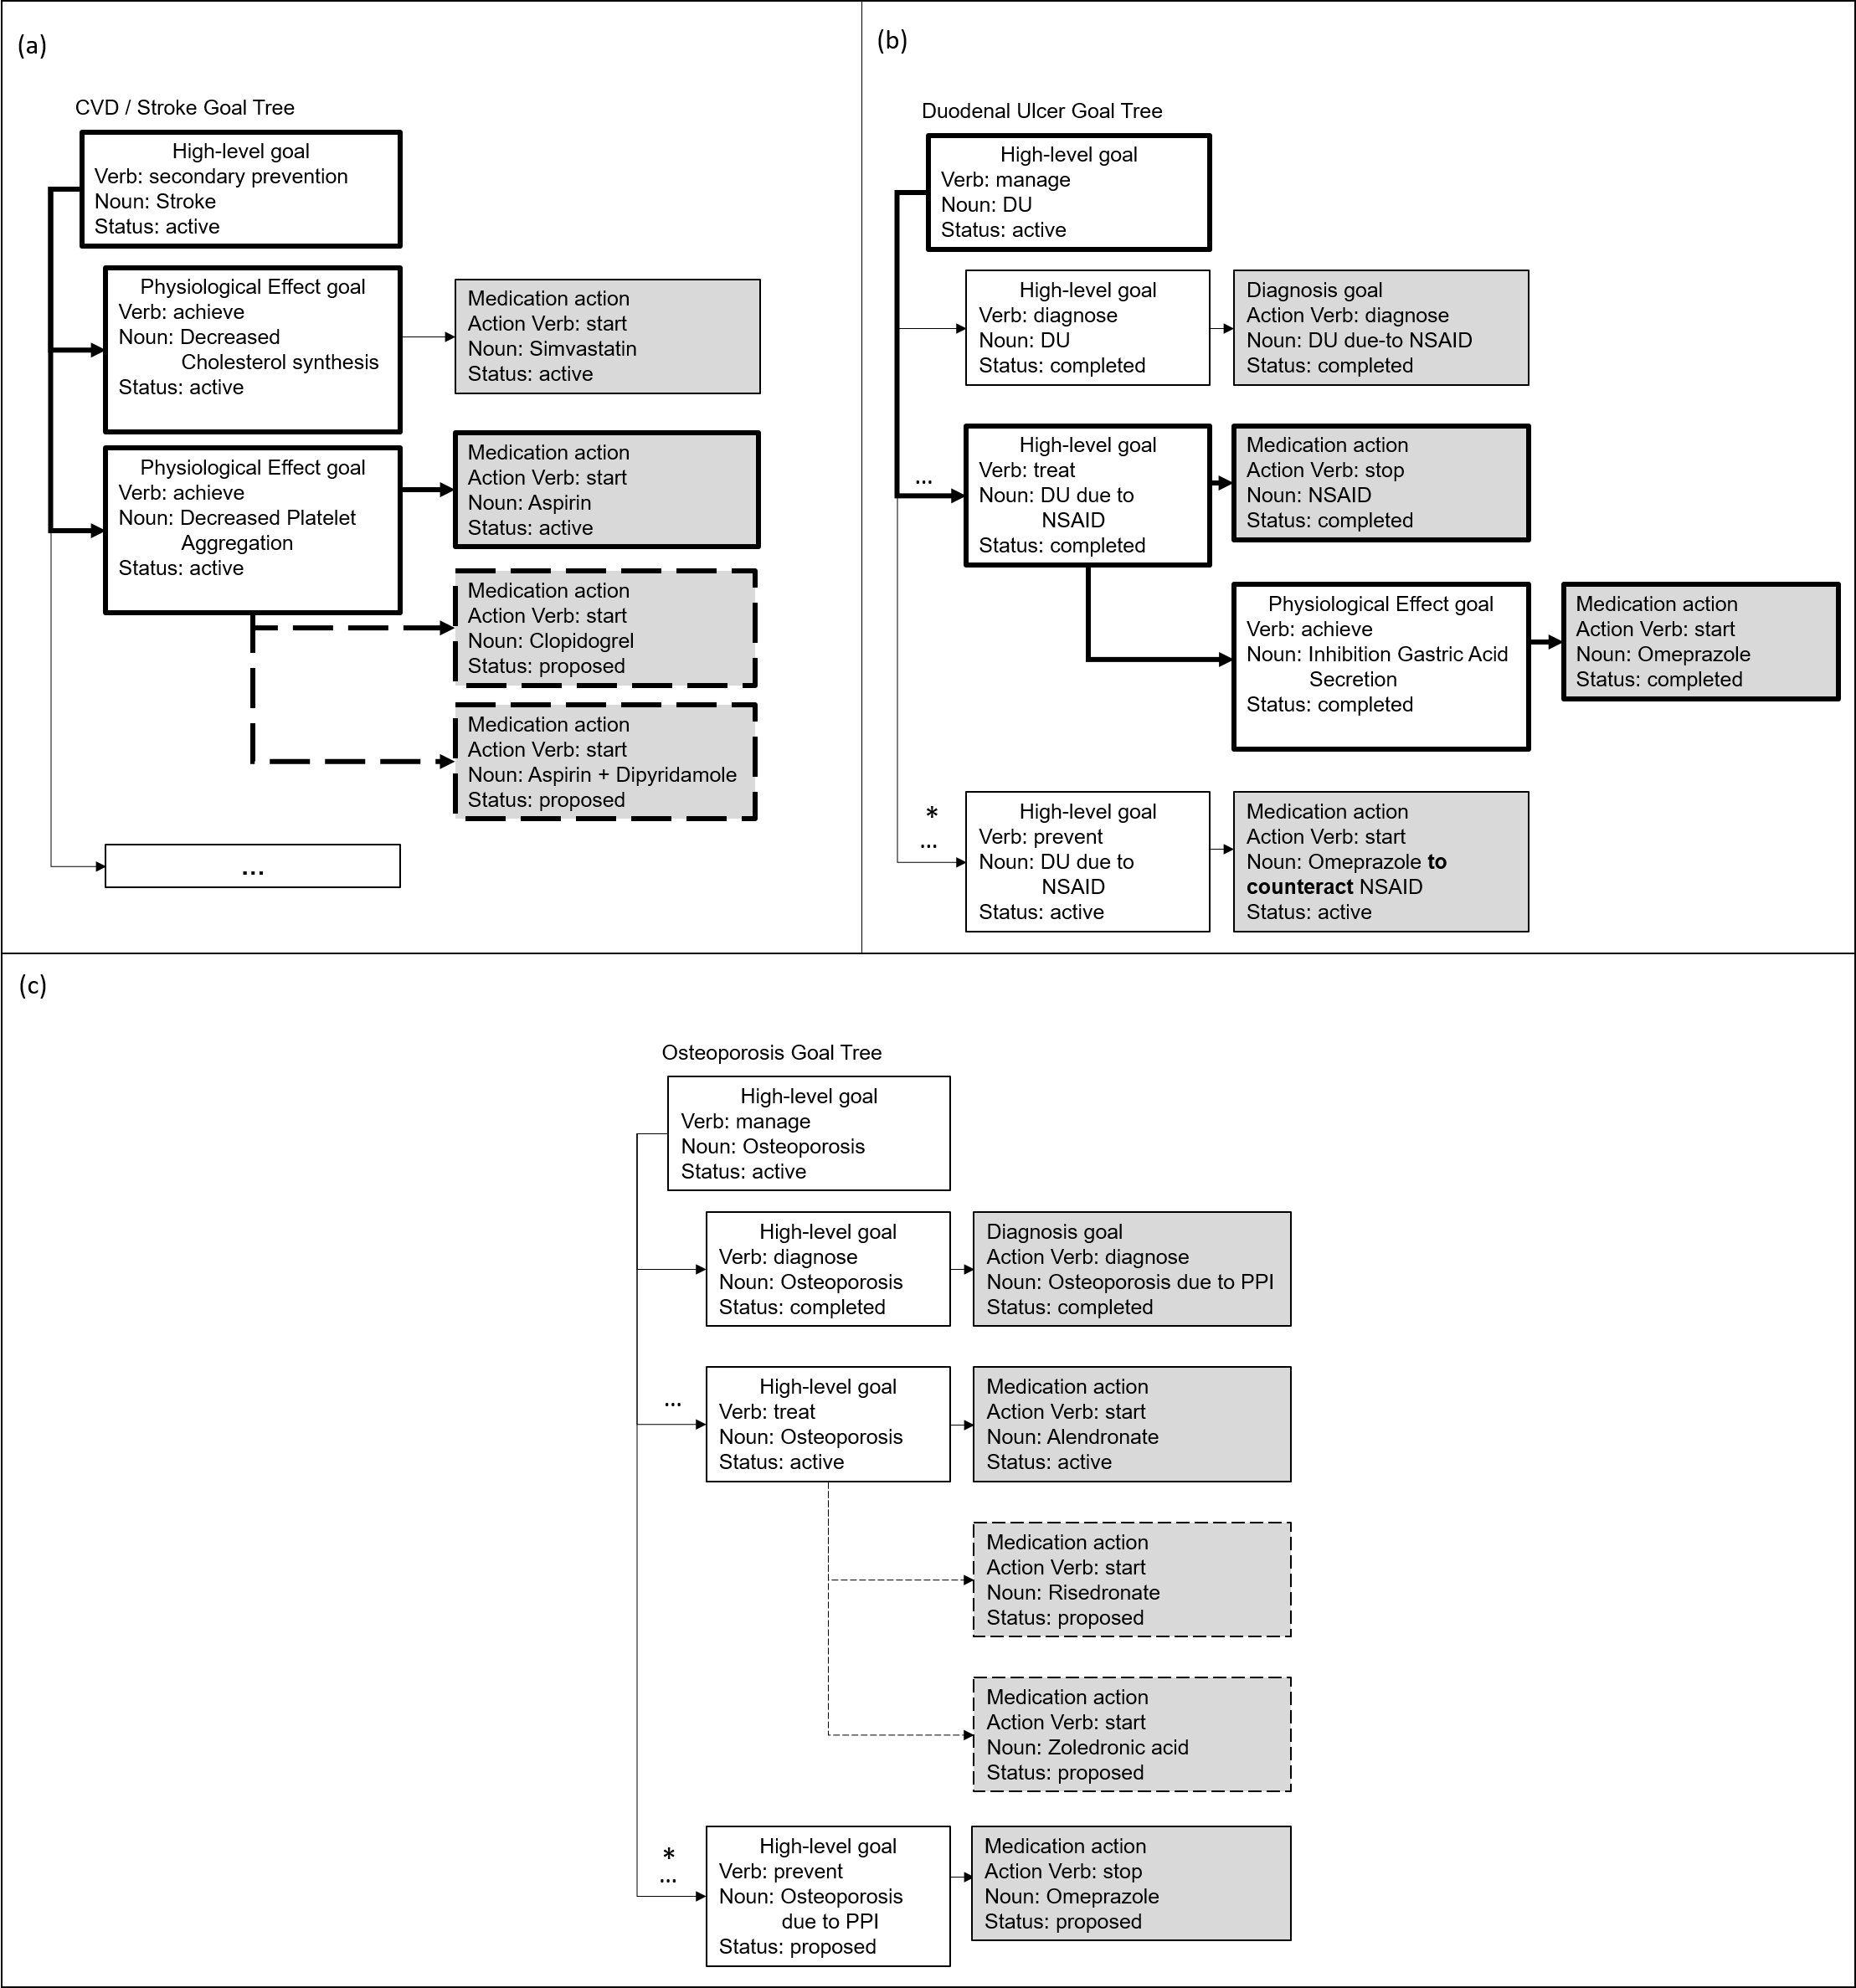 (a)
CVD / Stroke Goal Tree
High-level goal
Verb: secondary prevention
Noun: Stroke
Status: active
Physiological Effect goal
Verb: achieve
Noun: Decreased
Cholesterol synthesis
Status: active
Medication action
Action Verb: start
Noun: Simvastatin
Status: active
Physiological Effect goal
Verb: achieve
Noun: Decreased Platelet
Aggregation
Status: active
Medication action
Action Verb: start
Noun: Aspirin
Status: active
Medication action
Action Verb: start
Noun: Clopidogrel
Status: proposed
Medication action
Action Verb: start
Noun: Aspirin + Dipyridamole
Status: proposed
...
(b)
Duodenal Ulcer Goal Tree
High-level goal
Verb: manage
Noun: DU
Status: active
High-level goal
Verb: diagnose
Noun: DU
Status: completed
Diagnosis goal
Action Verb: diagnose
Noun: DU due-to NSAID
Status: completed
...
High-level goal
Verb: treat
Noun: DU due to
NSAID
Status: completed
Medication action
Action Verb: stop
Noun: NSAID
Status: completed
Physiological Effect goal
Verb: achieve
Noun: Inhibition Gastric Acid
Secretion
Status: completed
Medication action
Action Verb: start
Noun: Omeprazole
Status: completed
*
...
High-level goal
Verb: prevent
Noun: DU due to
NSAID
Status: active
Medication action
Action Verb: start
Noun: Omeprazole to
counteract NSAID
Status: active
(c)
Osteoporosis Goal Tree
High-level goal
Verb: manage
Noun: Osteoporosis
Status: active
High-level goal
Verb: diagnose
Noun: Osteoporosis
Status: completed
Diagnosis goal
Action Verb: diagnose
Noun: Osteoporosis due to PPI
Status: completed
...
High-level goal
Verb: treat
Noun: Osteoporosis
Status: active
Medication action
Action Verb: start
Noun: Alendronate
Status: active
Medication action
Action Verb: start
Noun: Risedronate
Status: proposed
Medication action
Action Verb: start
Noun: Zoledronic acid
Status: proposed
*
...
High-level goal
Verb: prevent
Noun: Osteoporosis
due to PPI
Status: proposed
Medication action
Action Verb: stop
Noun: Omeprazole
Status: proposed